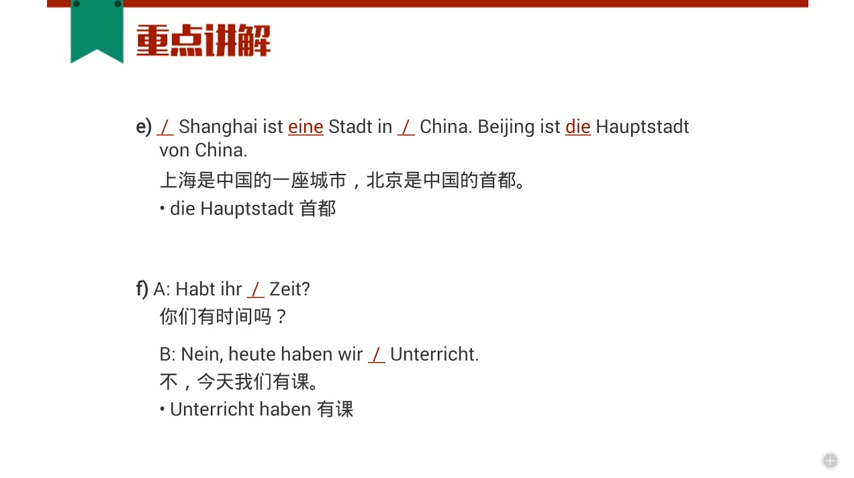 重点讲解
e) / Shanghai ist eine Stadt in / China. Beijing ist die Hauptstadt
von China.
上海是中国的一座城市，北京是中国的首都。
• die Hauptstadt 首都
f) A: Habt ihr / Zeit?
你们有时间吗？
B: Nein, heute haben wir / Unterricht.
不，今天我们有课。
• Unterricht haben 有课